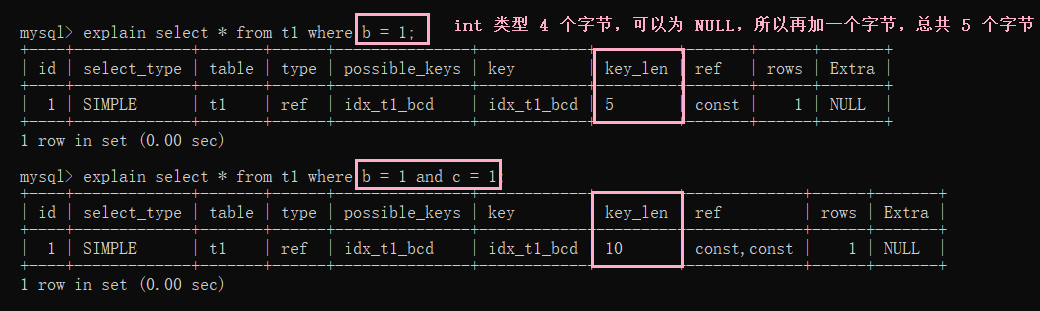 int 类型 4 个字节，可以为 NULL，所以再加一个字节，总共 5 个字节
mysql> explain select * from t1 where b = 1;
+----+-------------+-------+------+---------------+------------+---------+-------+------+-------+
| id | select_type | table | type | possible_keys | key        | key_len | ref   | rows | Extra |
+----+-------------+-------+------+---------------+------------+---------+-------+------+-------+
|  1 | SIMPLE      | t1    | ref  | idx_t1_bcd    | idx_t1_bcd | 5       | const |    1 | NULL  |
+----+-------------+-------+------+---------------+------------+---------+-------+------+-------+
1 row in set (0.00 sec)
mysql> explain select * from t1 where b = 1 and c = 1;
+----+-------------+-------+------+---------------+------------+---------+-------------+------+-------+
| id | select_type | table | type | possible_keys | key        | key_len | ref         | rows | Extra |
+----+-------------+-------+------+---------------+------------+---------+-------------+------+-------+
|  1 | SIMPLE      | t1    | ref  | idx_t1_bcd    | idx_t1_bcd | 10      | const,const |    1 | NULL  |
+----+-------------+-------+------+---------------+------------+---------+-------------+------+-------+
1 row in set (0.00 sec)